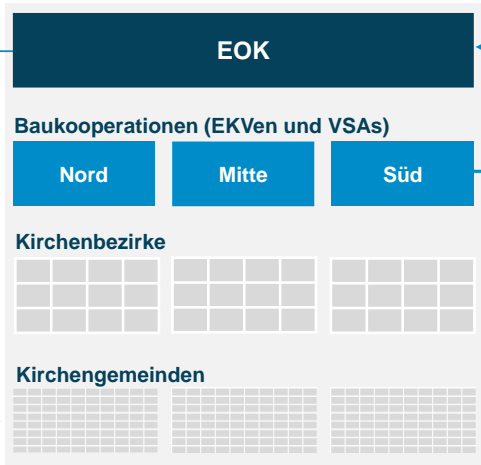 EOK
Baukooperationen (EKVen und VSAs)
Nord Mitte Süd
Kirchenbezirke
Kirchengemeinden